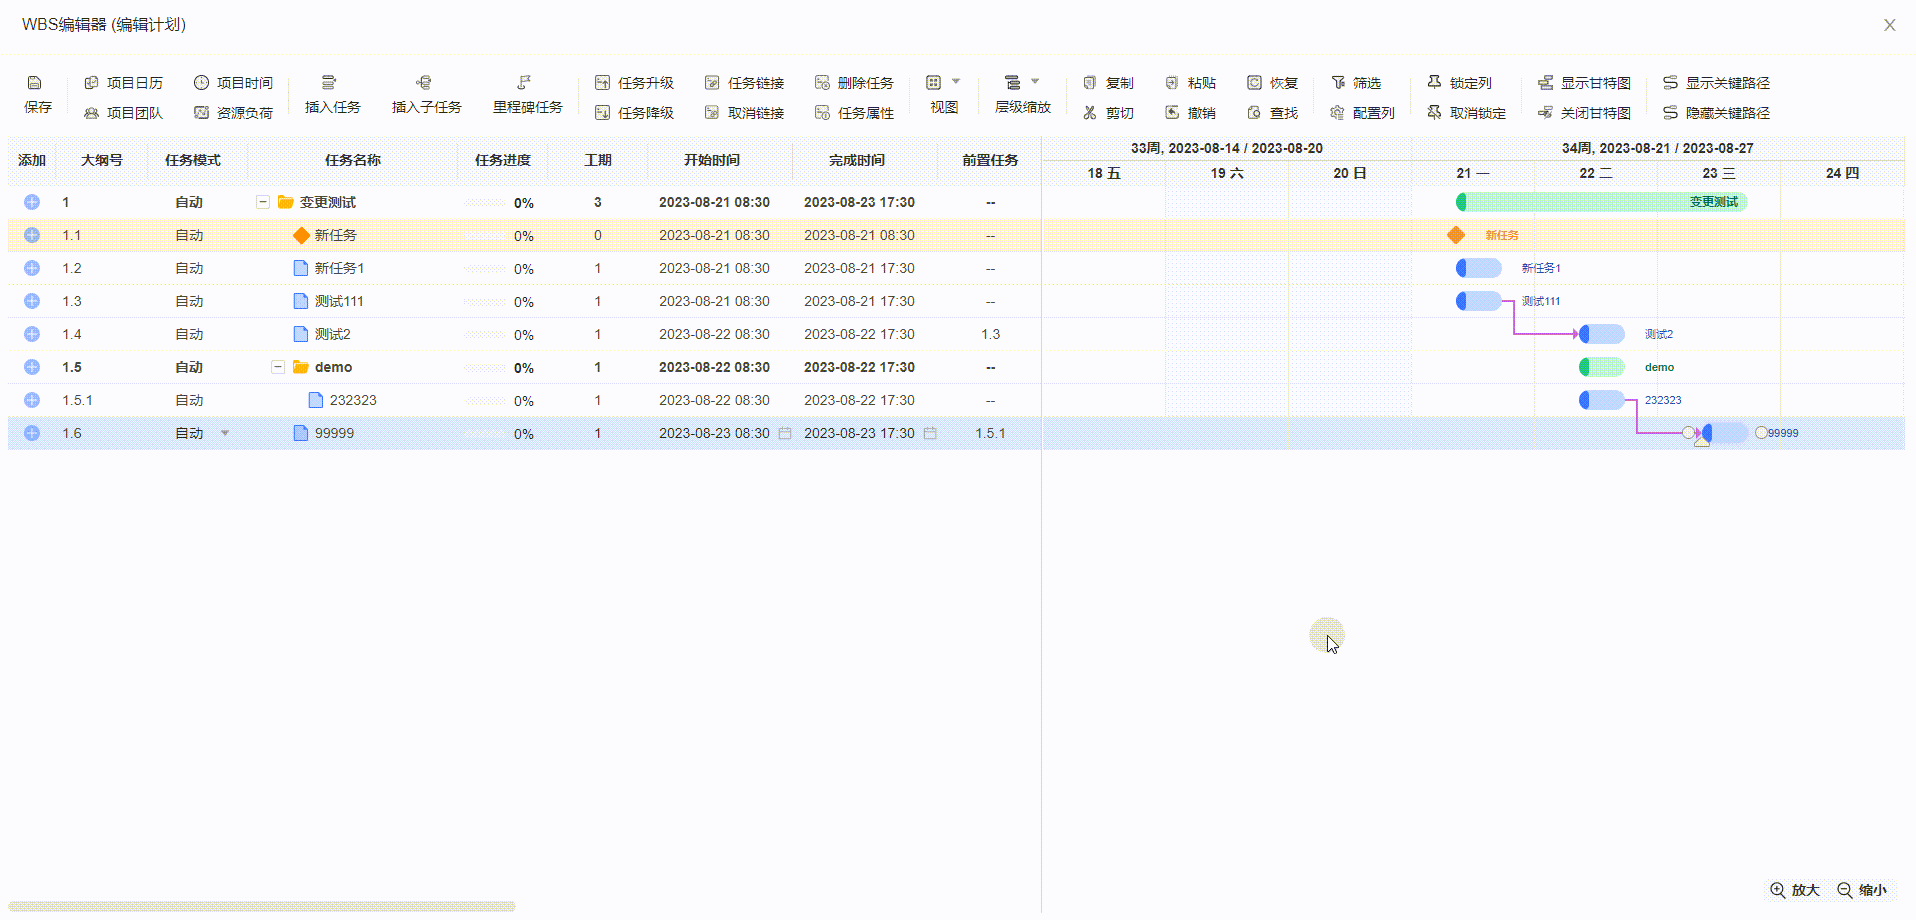 WBS编辑器 (编辑计划)
X
保存
项目日历 项目时间
项目团队 资源负荷
插入任务 插入子任务 里程碑任务
任务升级 任务链接 删除任务
任务降级 取消链接 任务属性
视图 层级缩放
复制 粘贴 恢复 筛选
剪切 撤销 查找 配置列
锁定列 显示甘特图 显示关键路径
取消锁定 关闭甘特图 隐藏关键路径
添加 大纲号 任务模式 任务名称 任务进度 工期 开始时间 完成时间 前置任务
33周, 2023-08-14 / 2023-08-20 34周, 2023-08-21 / 2023-08-27
18 五 19 六 20 日 21 一 22 二 23 三 24 四
1 自动 变更测试 0% 3 2023-08-21 08:30 2023-08-23 17:30 -- 变更测试
1.1 自动 新任务 0% 0 2023-08-21 08:30 2023-08-21 08:30 -- 新任务
1.2 自动 新任务1 0% 1 2023-08-21 08:30 2023-08-21 17:30 -- 新任务1
1.3 自动 测试111 0% 1 2023-08-21 08:30 2023-08-21 17:30 -- 测试111
1.4 自动 测试2 0% 1 2023-08-22 08:30 2023-08-22 17:30 1.3 测试2
1.5 自动 demo 0% 1 2023-08-22 08:30 2023-08-22 17:30 -- demo
1.5.1 自动 232323 0% 1 2023-08-22 08:30 2023-08-22 17:30 -- 232323
1.6 自动 99999 0% 1 2023-08-23 08:30 2023-08-23 17:30 1.5.1 99999
放大 缩小